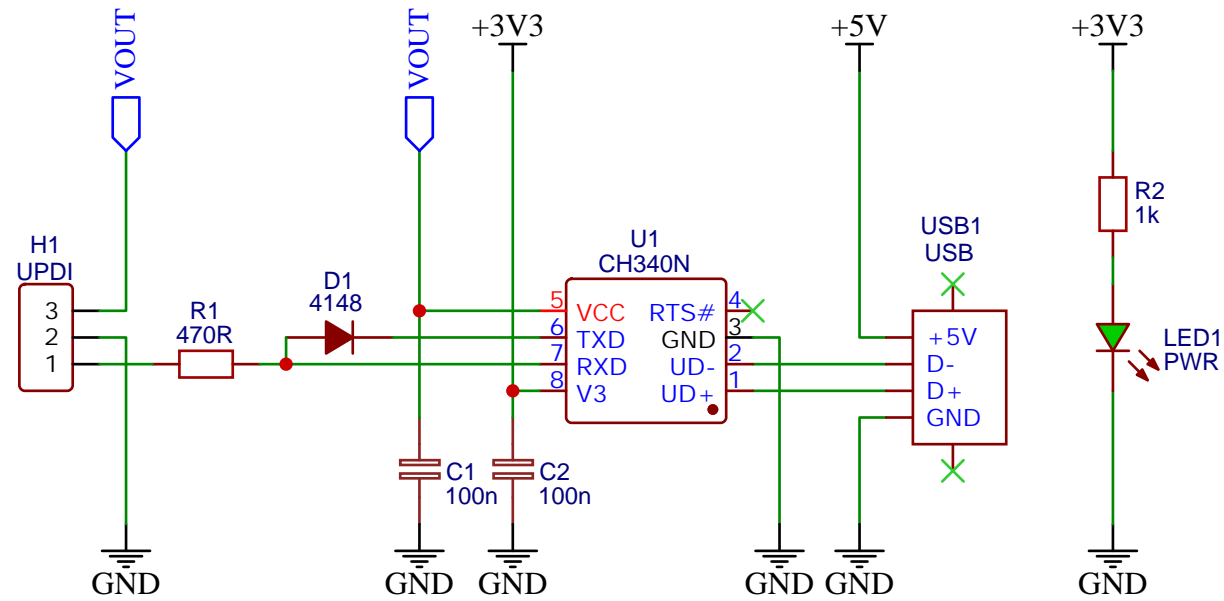 VOUT
VOUT
+3V3
+5V
+3V3
H1
UPDI
3
2
1
R1
470R
D1
4148
U1
CH340N
5
VCC
6
TXD
7
RXD
8
V3
RTS#
4
GND
3
UD-
2
UD+
1
USB1
USB
+5V
D-
D+
GND
R2
1k
LED1
PWR
C1
100n
C2
100n
GND
GND
GND
GND
GND
GND